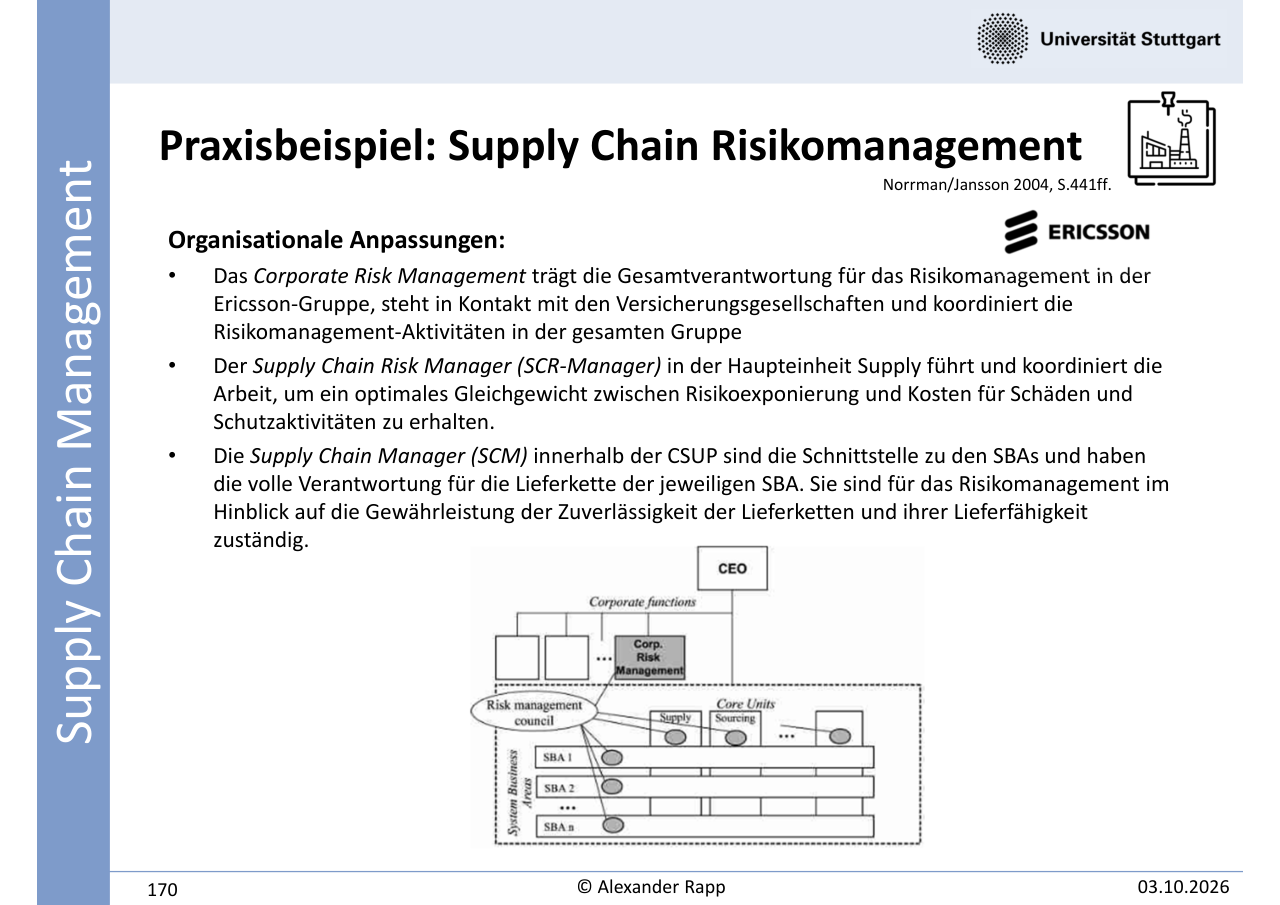 Universität Stuttgart
Supply Chain Management
Praxisbeispiel: Supply Chain Risikomanagement
Norrman/Jansson 2004, S.441ff.
ERICSSON
Organisationale Anpassungen:
• Das Corporate Risk Management trägt die Gesamtverantwortung für das Risikomanagement in der
Ericsson-Gruppe, steht in Kontakt mit den Versicherungsgesellschaften und koordiniert die
Risikomanagement-Aktivitäten in der gesamten Gruppe
• Der Supply Chain Risk Manager (SCR-Manager) in der Haupteinheit Supply führt und koordiniert die
Arbeit, um ein optimales Gleichgewicht zwischen Risikoexponierung und Kosten für Schäden und
Schutzaktivitäten zu erhalten.
• Die Supply Chain Manager (SCM) innerhalb der CSUP sind die Schnittstelle zu den SBAs und haben
die volle Verantwortung für die Lieferkette der jeweiligen SBA. Sie sind für das Risikomanagement im
Hinblick auf die Gewährleistung der Zuverlässigkeit der Lieferketten und ihrer Lieferfähigkeit
zuständig.
CEO
Corporate functions
...
Corp.
Risk
Management
Risk management
council
Core Units
Supply
Sourcing
...
System Business
Areas
SBA 1
SBA 2
...
SBA n
170
© Alexander Rapp
03.10.2026